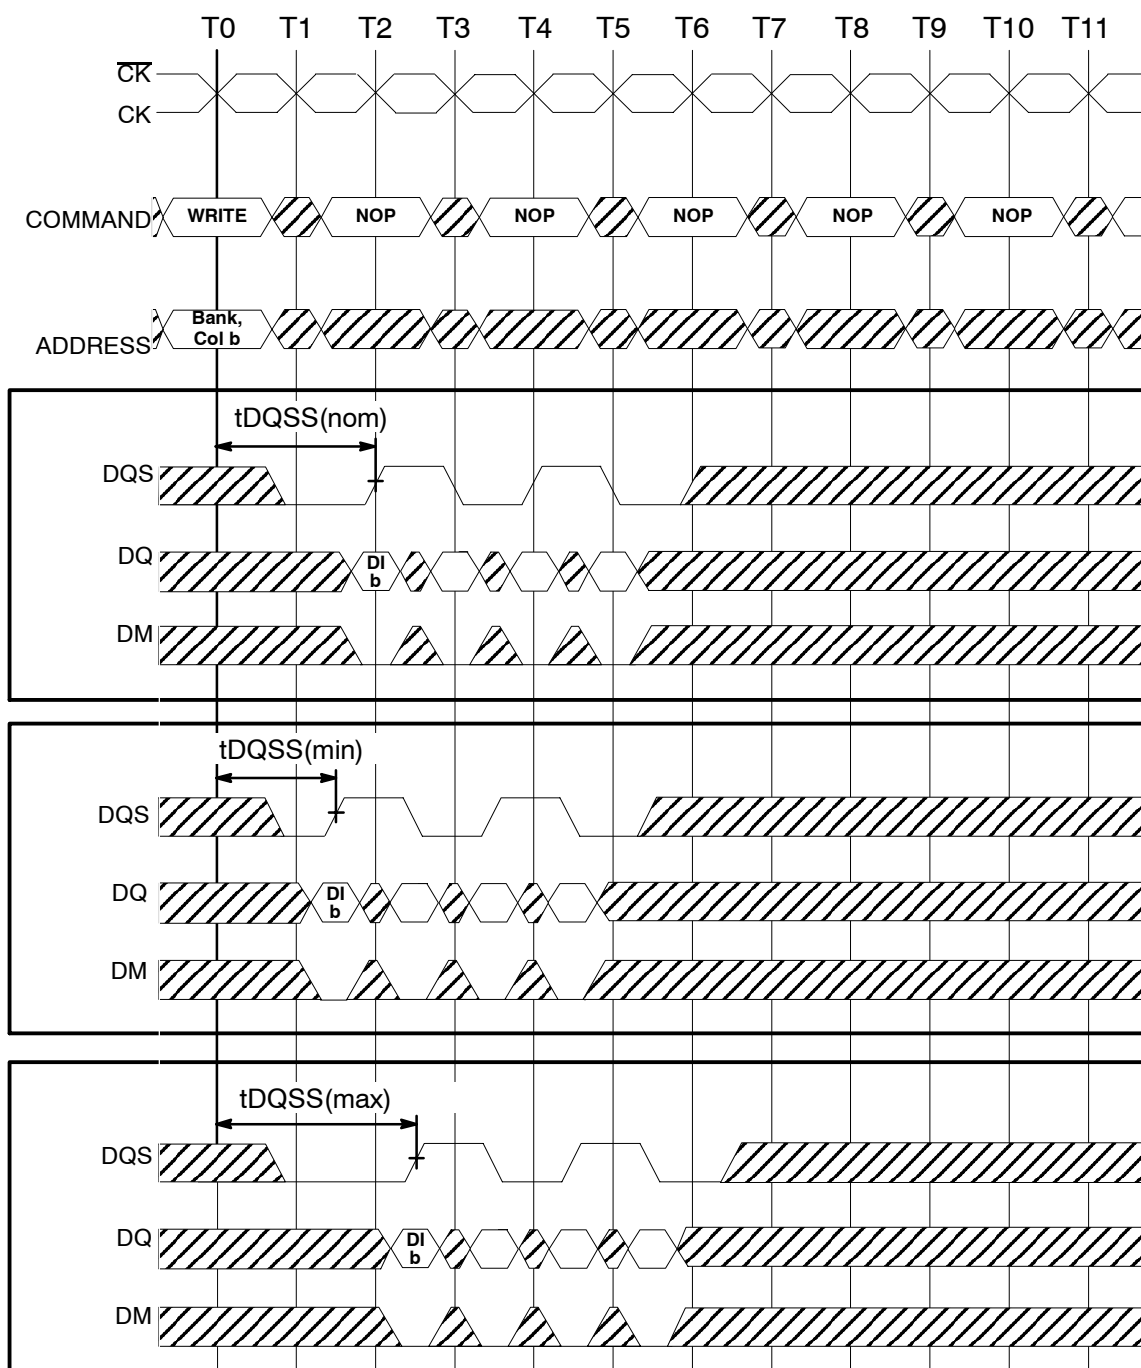 T0 T1 T2 T3 T4 T5 T6 T7 T8 T9 T10 T11
CK
CK
COMMAND WRITE NOP NOP NOP NOP NOP
ADDRESS Bank,
Col b
tDQSS(nom)
DQS
DQ DI
b
DM
tDQSS(min)
DQS
DQ DI
b
DM
tDQSS(max)
DQS
DQ DI
b
DM